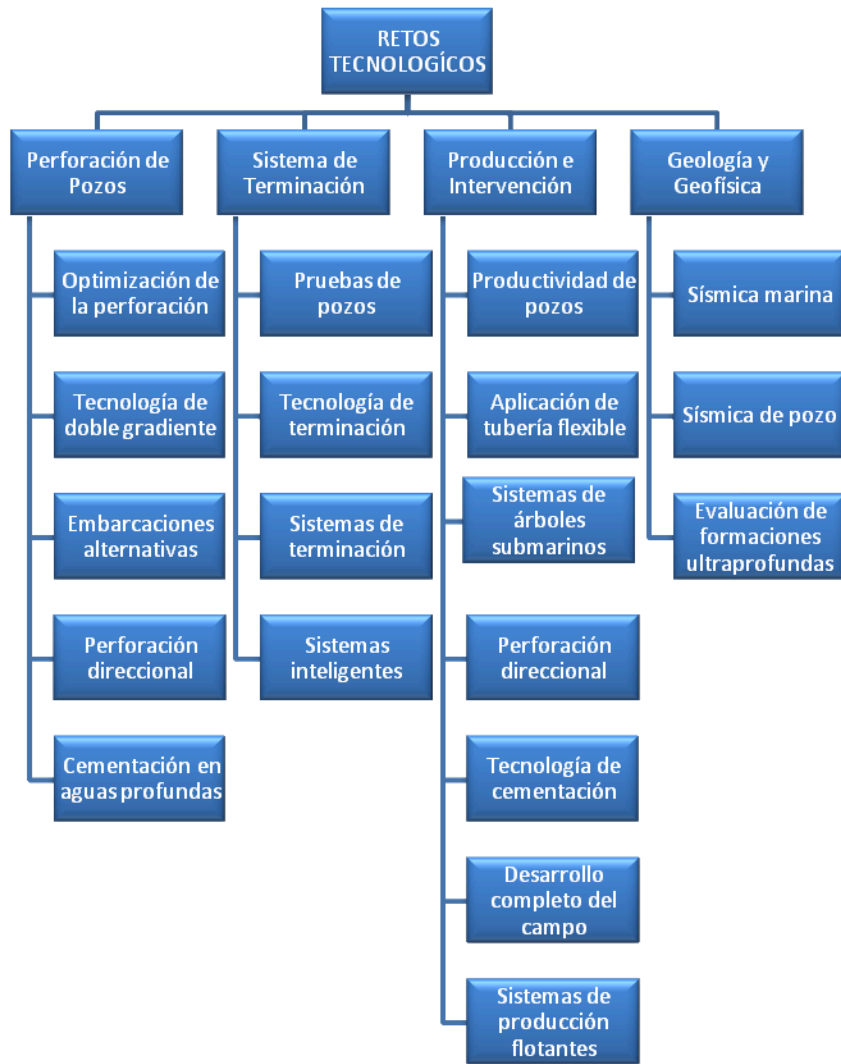 RETOS
TECNOLOGÍCOS
Perforación de
Pozos
Sistema de
Terminación
Producción e
Intervención
Geología y
Geofísica
Optimización de
la perforación
Tecnología de
doble gradiente
Embarcaciones
alternativas
Perforación
direccional
Cementación en
aguas profundas
Pruebas de
pozos
Tecnología de
terminación
Sistemas de
terminación
Sistemas
inteligentes
Productividad de
pozos
Aplicación de
tubería flexible
Sistemas de
árboles
submarinos
Perforación
direccional
Tecnología de
cementación
Desarrollo
completo del
campo
Sistemas de
producción
flotantes
Sísmica marina
Sísmica de pozo
Evaluación de
formaciones
ultraprofundas